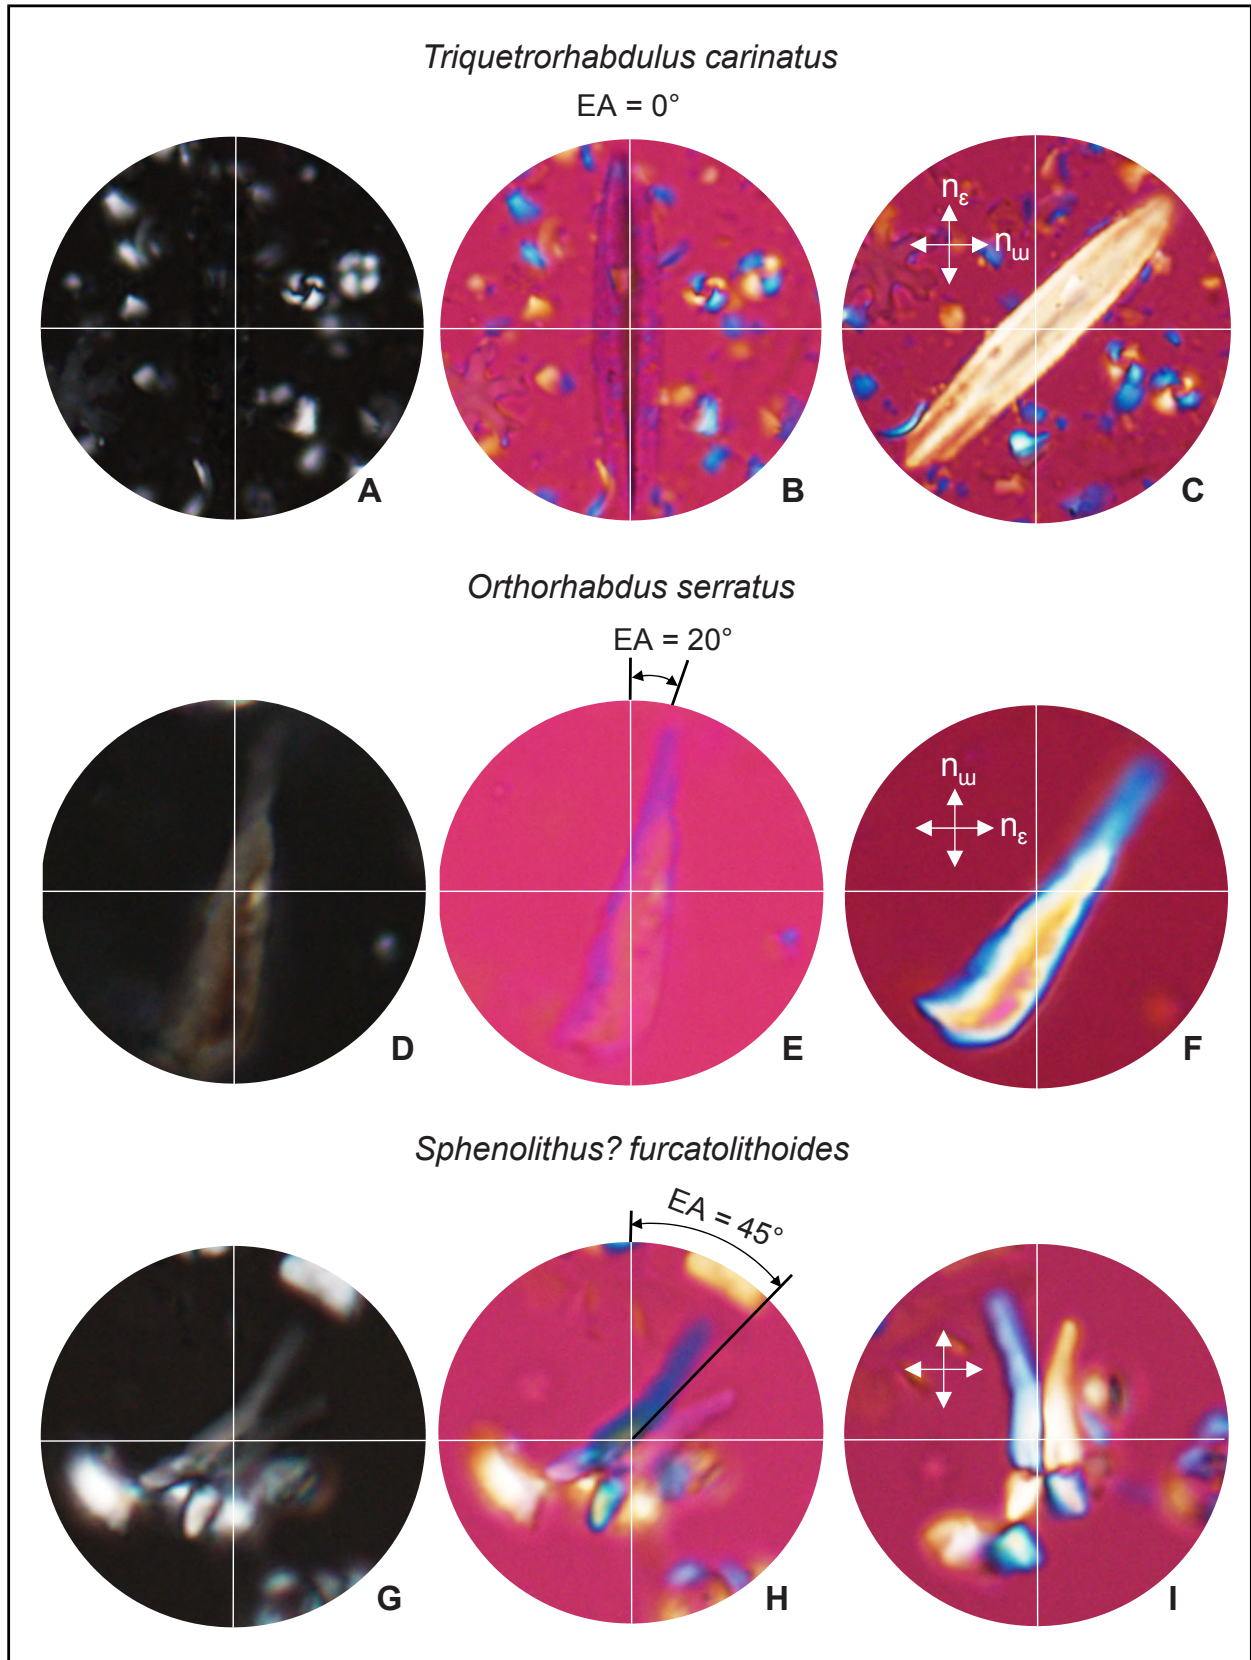 Triquetrorhabdulus carinatus
EA = 0°
nε
nω
A
B
C
Orthorhabdus serratus
EA = 20°
nω
nε
D
E
F
Sphenolithus? furcatolithoides
EA = 45°
G
H
I